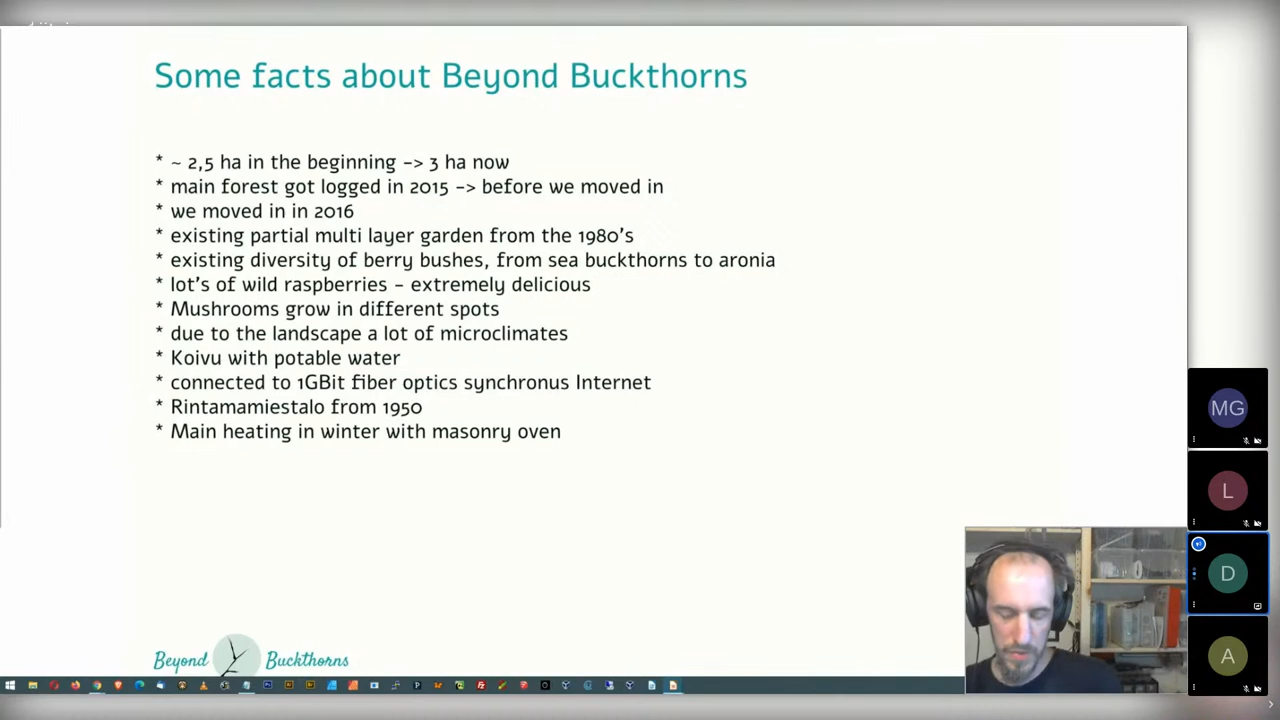 Some facts about Beyond Buckthorns
* ~ 2,5 ha in the beginning -> 3 ha now
* main forest got logged in 2015 -> before we moved in
* we moved in in 2016
* existing partial multi layer garden from the 1980's
* existing diversity of berry bushes, from sea buckthorns to aronia
* lot's of wild raspberries - extremely delicious
* Mushrooms grow in different spots
* due to the landscape a lot of microclimates
* Koivu with potable water
* connected to 1GBit fiber optics synchronus Internet
* Rintamamiestalo from 1950
* Main heating in winter with masonry oven
MG
L
D
A
Beyond Buckthorns